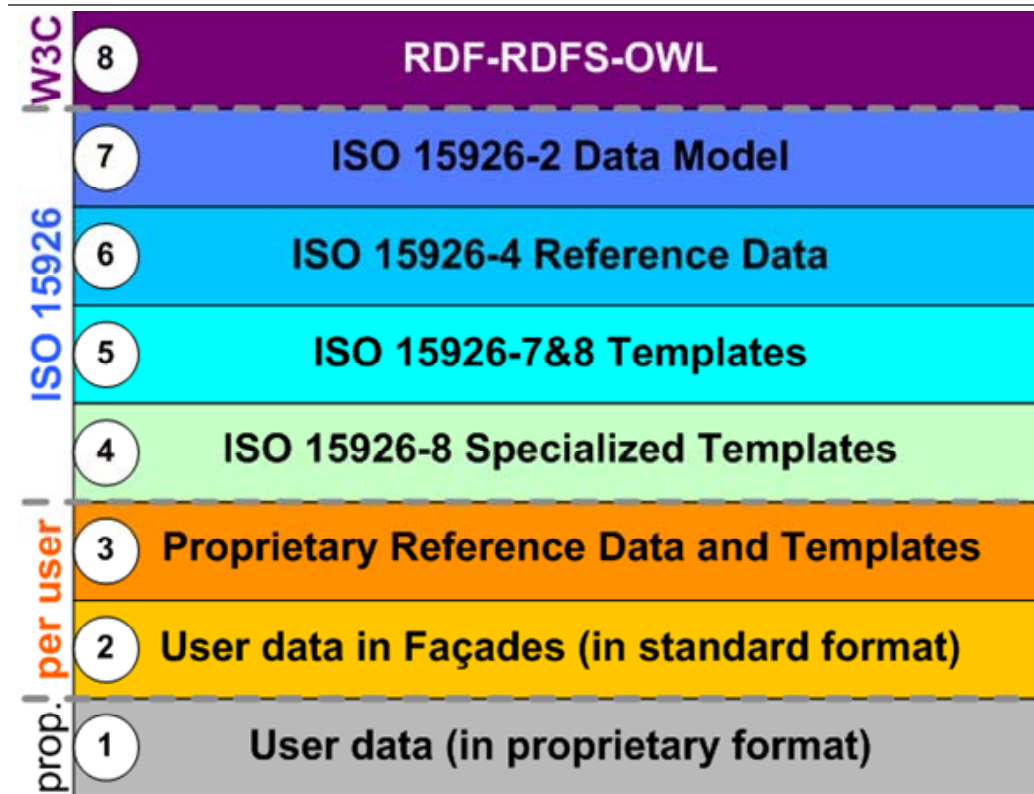 W3C
8
RDF-RDFS-OWL
ISO 15926
7
ISO 15926-2 Data Model
6
ISO 15926-4 Reference Data
5
ISO 15926-7&8 Templates
4
ISO 15926-8 Specialized Templates
per user
3
Proprietary Reference Data and Templates
2
User data in Façades (in standard format)
prop.
1
User data (in proprietary format)